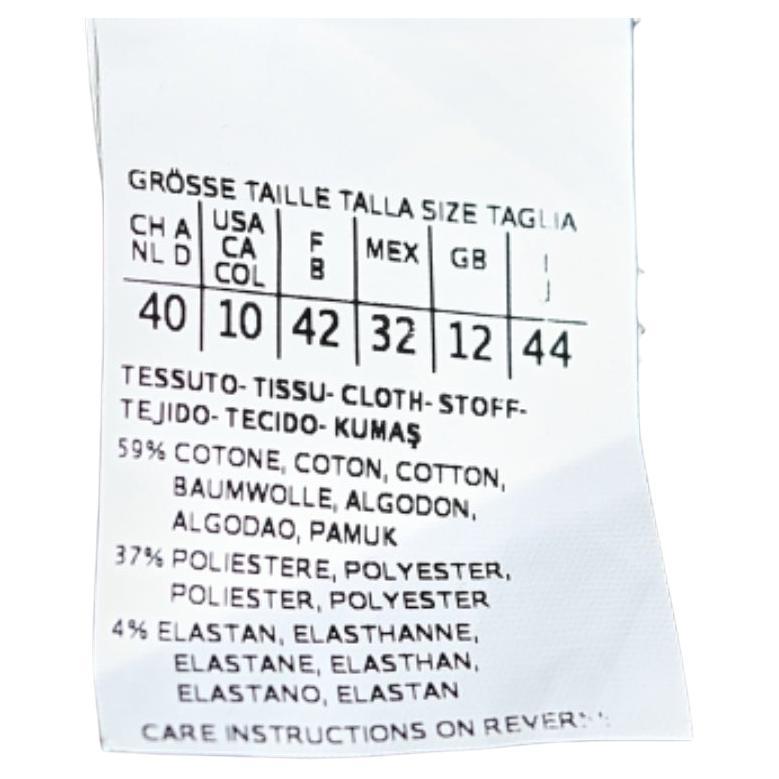 GRÖSSE TAILLE TALLA SIZE TAGLIA
CH A NL D | USA CA COL | F B | MEX | GB | I J
40 | 10 | 42 | 32 | 12 | 44
TESSUTO- TISSU- CLOTH- STOFF-
TEJIDO- TECIDO- KUMAŞ
59% COTONE, COTON, COTTON,
BAUMWOLLE, ALGODON,
ALGODAO, PAMUK
37% POLIESTERE, POLYESTER,
POLIESTER, POLYESTER
4% ELASTAN, ELASTHANNE,
ELASTANE, ELASTHAN,
ELASTANO, ELASTAN
CARE INSTRUCTIONS ON